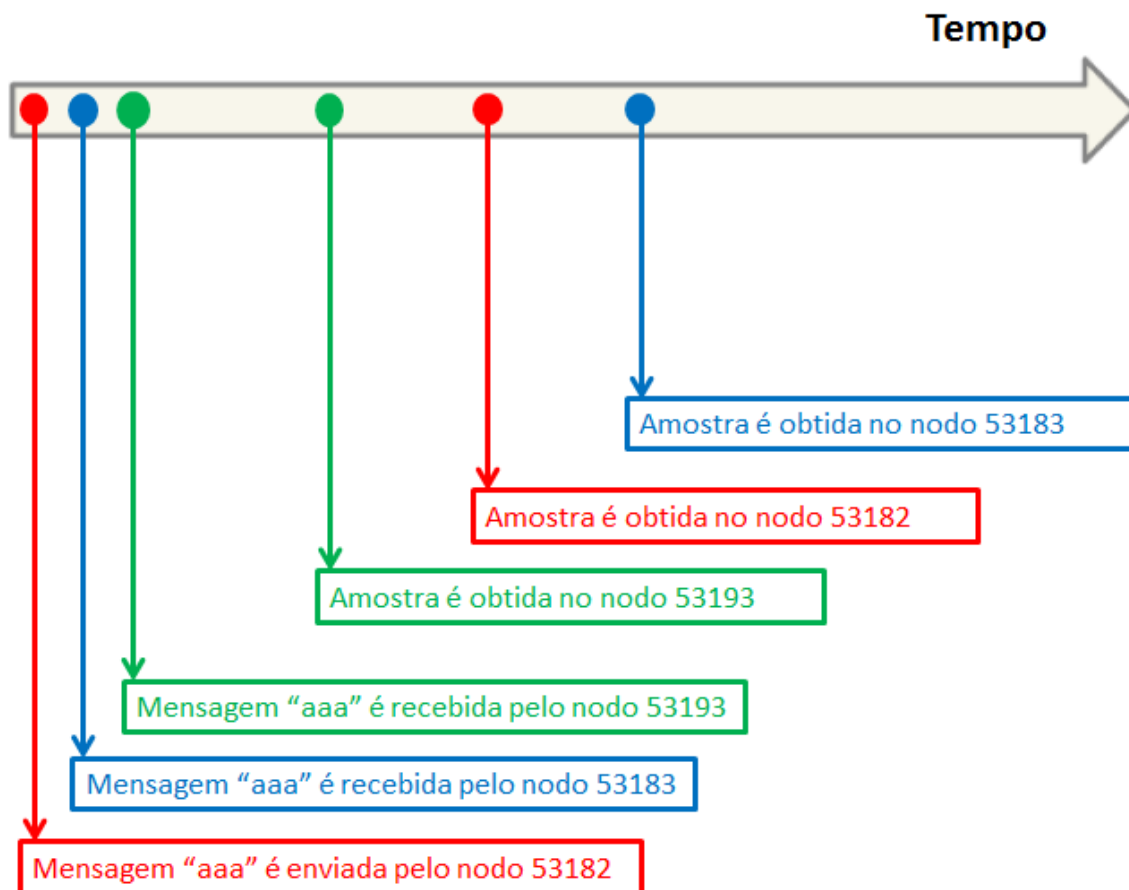 Tempo
Amostra é obtida no nodo 53183
Amostra é obtida no nodo 53182
Amostra é obtida no nodo 53193
Mensagem “aaa” é recebida pelo nodo 53193
Mensagem “aaa” é recebida pelo nodo 53183
Mensagem “aaa” é enviada pelo nodo 53182